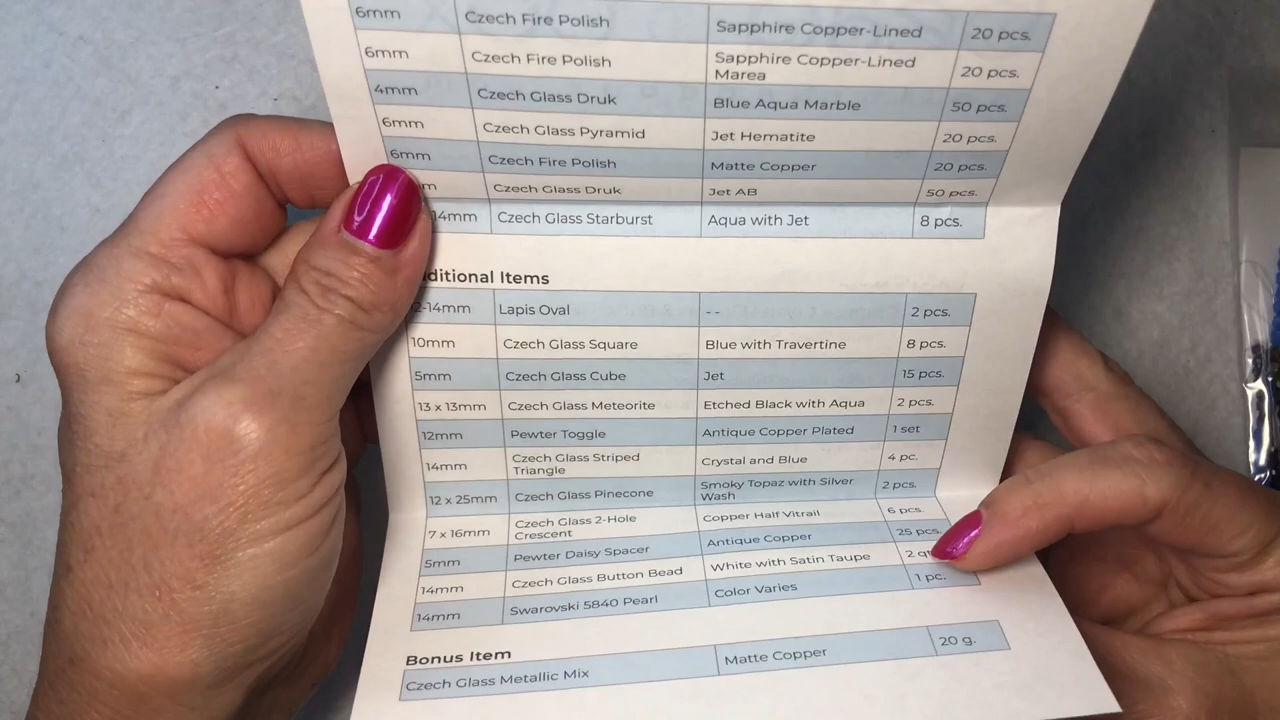 6mm Czech Fire Polish Sapphire Copper-Lined 20 pcs.
6mm Czech Fire Polish Sapphire Copper-Lined Marea 20 pcs.
4mm Czech Glass Druk Blue Aqua Marble 50 pcs.
6mm Czech Glass Pyramid Jet Hematite 20 pcs.
6mm Czech Fire Polish Matte Copper 20 pcs.
m Czech Glass Druk Jet AB 50 pcs.
14mm Czech Glass Starburst Aqua with Jet 8 pcs.
ditional Items
2-14mm Lapis Oval -- 2 pcs.
10mm Czech Glass Square Blue with Travertine 8 pcs.
5mm Czech Glass Cube Jet 15 pcs.
13 x 13mm Czech Glass Meteorite Etched Black with Aqua 2 pcs.
12mm Pewter Toggle Antique Copper Plated 1 set
14mm Czech Glass Striped Triangle Crystal and Blue 4 pc.
12 x 25mm Czech Glass Pinecone Smoky Topaz with Silver Wash 2 pcs.
7 x 16mm Czech Glass 2-Hole Crescent Copper Half Vitrail 6 pcs.
5mm Pewter Daisy Spacer Antique Copper 25 pcs.
14mm Czech Glass Button Bead White with Satin Taupe 2
14mm Swarovski 5840 Pearl Color Varies 1 pc.
Bonus Item
Czech Glass Metallic Mix Matte Copper 20 g.